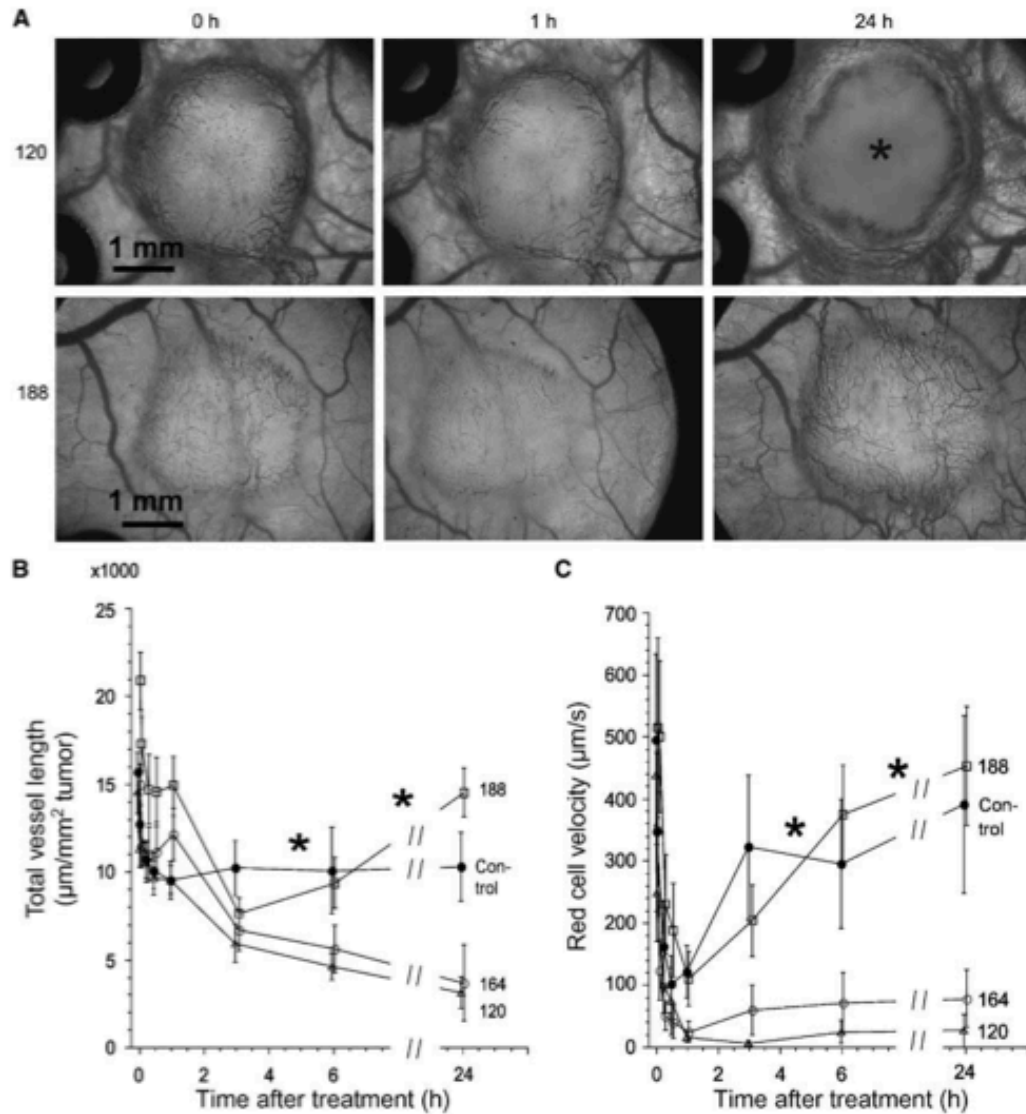 A
0 h 1 h 24 h
120
*
1 mm
188
1 mm
B
x1000
Total vessel length
(µm/mm² tumor)
25
20
15
10
5
0
*
*
188
Con-
trol
164
120
//
//
//
//
0 2 4 6 // 24
Time after treatment (h)
C
Red cell velocity (µm/s)
700
600
500
400
300
200
100
0
*
*
188
Con-
trol
164
120
//
//
//
//
0 2 4 6 24
Time after treatment (h)